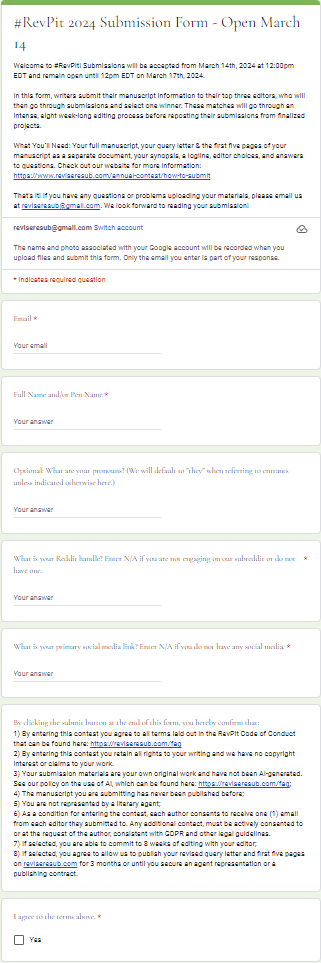 #RevPit 2024 Submission Form - Open March
14
Welcome to #RevPit! Submissions will be accepted from March 14th, 2024 at 12:00pm
EDT and remain open until 12pm EDT on March 17th, 2024.
In this form, writers submit their manuscript information to their top three editors, who will
then go through submissions and select one winner. These matches will go through an
intense, eight week-long editing process before reposting their submissions from finalized
projects.
What You'll Need: Your full manuscript, your query letter & the first five pages of your
manuscript as a separate document, your synopsis, a logline, editor choices, and answers
to questions. Check out our website for more information:
https://www.reviseresub.com/annual-contest/how-to-submit
That's it! If you have any questions or problems uploading your materials, please email us
at reviseresub@gmail.com. We look forward to reading your submission!
reviseresub@gmail.com Switch account
The name and photo associated with your Google account will be recorded when you
upload files and submit this form. Only the email you enter is part of your response.
* Indicates required question
Email *
Your email
Full Name and/or Pen Name *
Your answer
Optional: What are your pronouns? (We will default to "they" when referring to entrants
unless indicated otherwise here.)
Your answer
What is your Reddit handle? Enter N/A if you are not engaging on our subreddit or do not *
have one.
Your answer
What is your primary social media link? Enter N/A if you do not have any social media. *
Your answer
By clicking the submit button at the end of this form, you hereby confirm that:
1) By entering this contest you agree to all terms laid out in the RevPit Code of Conduct
that can be found here: https://reviseresub.com/faq
2) By entering this contest you retain all rights to your writing and we have no copyright
interest or claims to your work.
3) Your submission materials are your own original work and have not been AI-generated.
See our policy on the use of AI, which can be found here: https://reviseresub.com/faq;
4) The manuscript you are submitting has never been published before;
5) You are not represented by a literary agent;
6) As a condition for entering the contest, each author consents to receive one (1) email
from each editor they submitted to. Any additional contact, must be actively consented to
or at the request of the author, consistent with GDPR and other legal guidelines.
7) If selected, you are able to commit to 8 weeks of editing with your editor;
8) If selected, you agree to allow us to publish your revised query letter and first five pages
on reviseresub.com for 3 months or until you secure an agent representation or a
publishing contract.
I agree to the terms above. *
Yes